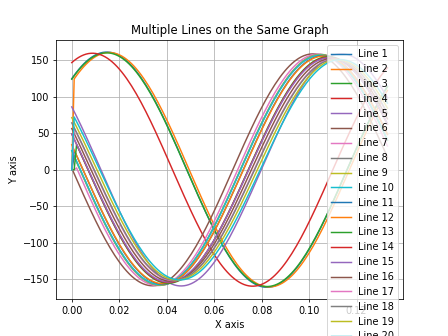 Multiple Lines on the Same Graph
Y axis
150
100
50
0
−50
−100
−150
0.00
0.02
0.04
0.06
0.08
0.10
X axis
Line 1
Line 2
Line 3
Line 4
Line 5
Line 6
Line 7
Line 8
Line 9
Line 10
Line 11
Line 12
Line 13
Line 14
Line 15
Line 16
Line 17
Line 18
Line 19
Line 20